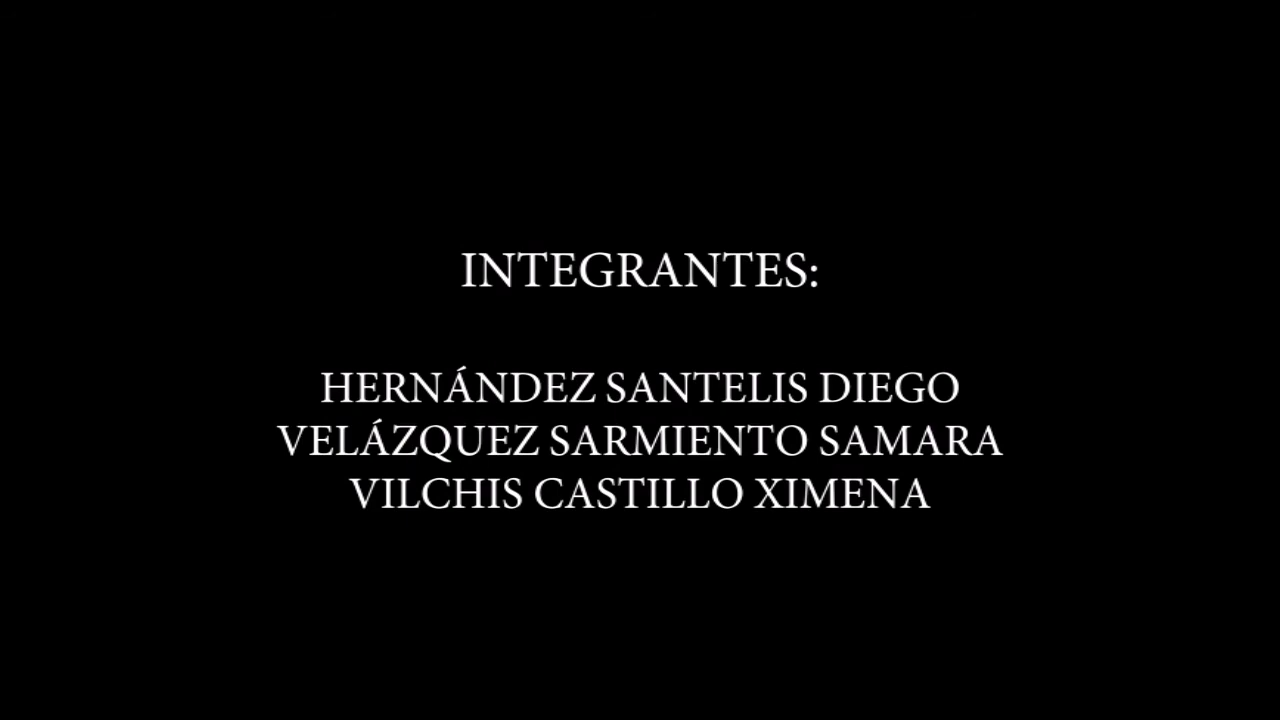 INTEGRANTES:
HERNÁNDEZ SANTELIS DIEGO
VELÁZQUEZ SARMIENTO SAMARA
VILCHIS CASTILLO XIMENA